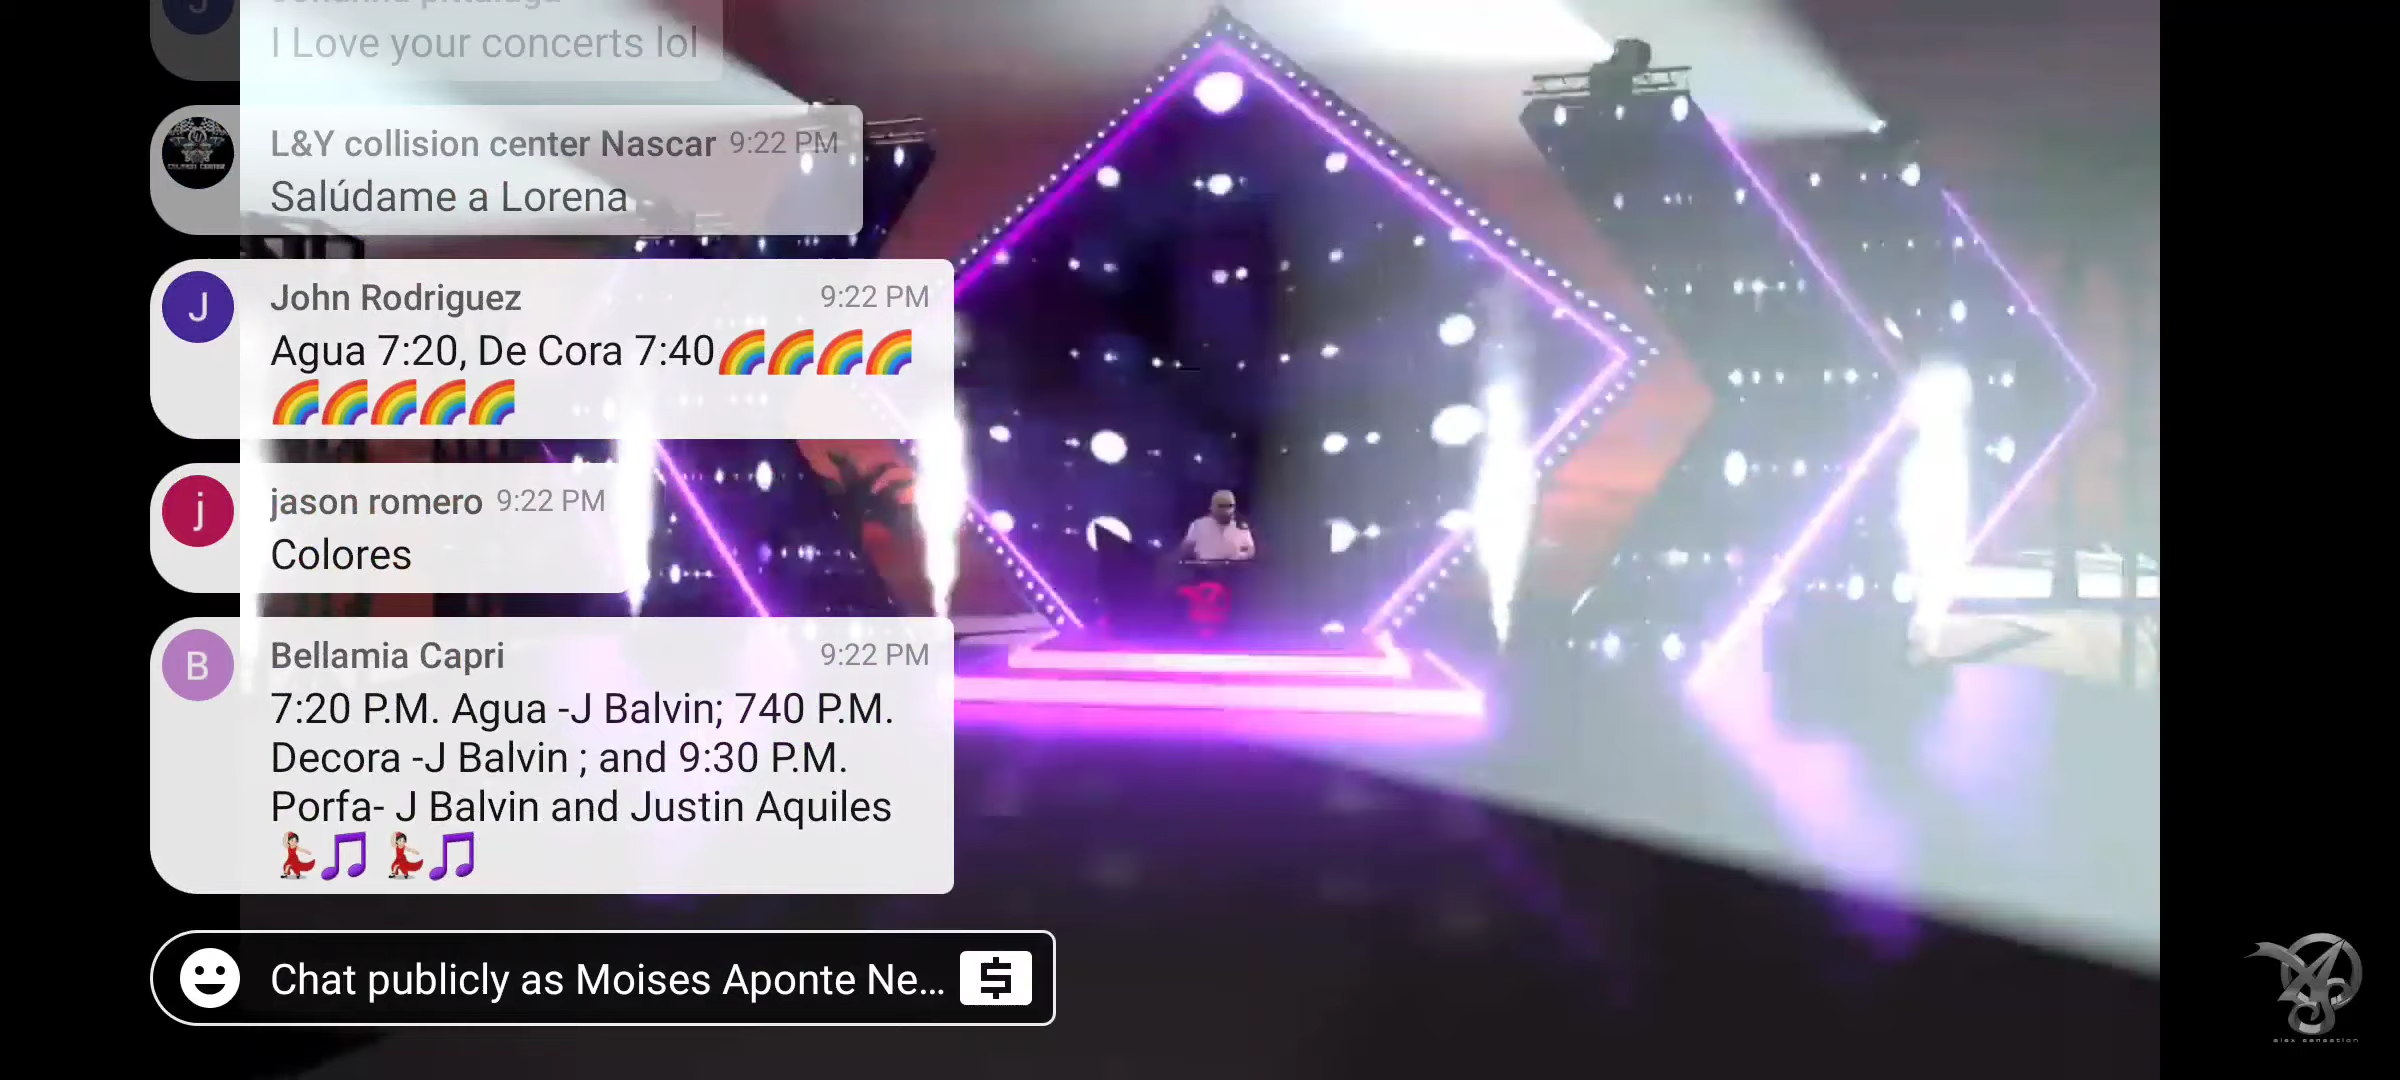 I Love your concerts lol
L&Y collision center Nascar 9:22 PM
Salúdame a Lorena
J
John Rodriguez 9:22 PM
Agua 7:20, De Cora 7:40🌈🌈🌈🌈
🌈🌈🌈🌈🌈
j
jason romero 9:22 PM
Colores
B
Bellamia Capri 9:22 PM
7:20 P.M. Agua -J Balvin; 740 P.M.
Decora -J Balvin ; and 9:30 P.M.
Porfa- J Balvin and Justin Aquiles
💃🏻🎵 💃🏻🎵
Chat publicly as Moises Aponte Ne...
$
alex sensation